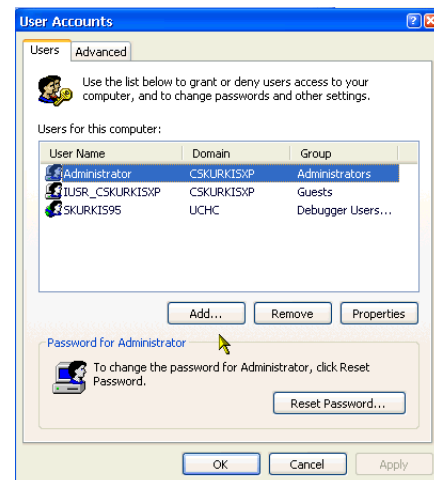 User Accounts
Users Advanced
Use the list below to grant or deny users access to your
computer, and to change passwords and other settings.
Users for this computer:
User Name Domain Group
Administrator CSKURKISXP Administrators
IUSR_CSKURKISXP CSKURKISXP Guests
SKURKIS95 UCHC Debugger Users...
Add... Remove Properties
Password for Administrator
To change the password for Administrator, click Reset
Password.
Reset Password...
OK Cancel Apply